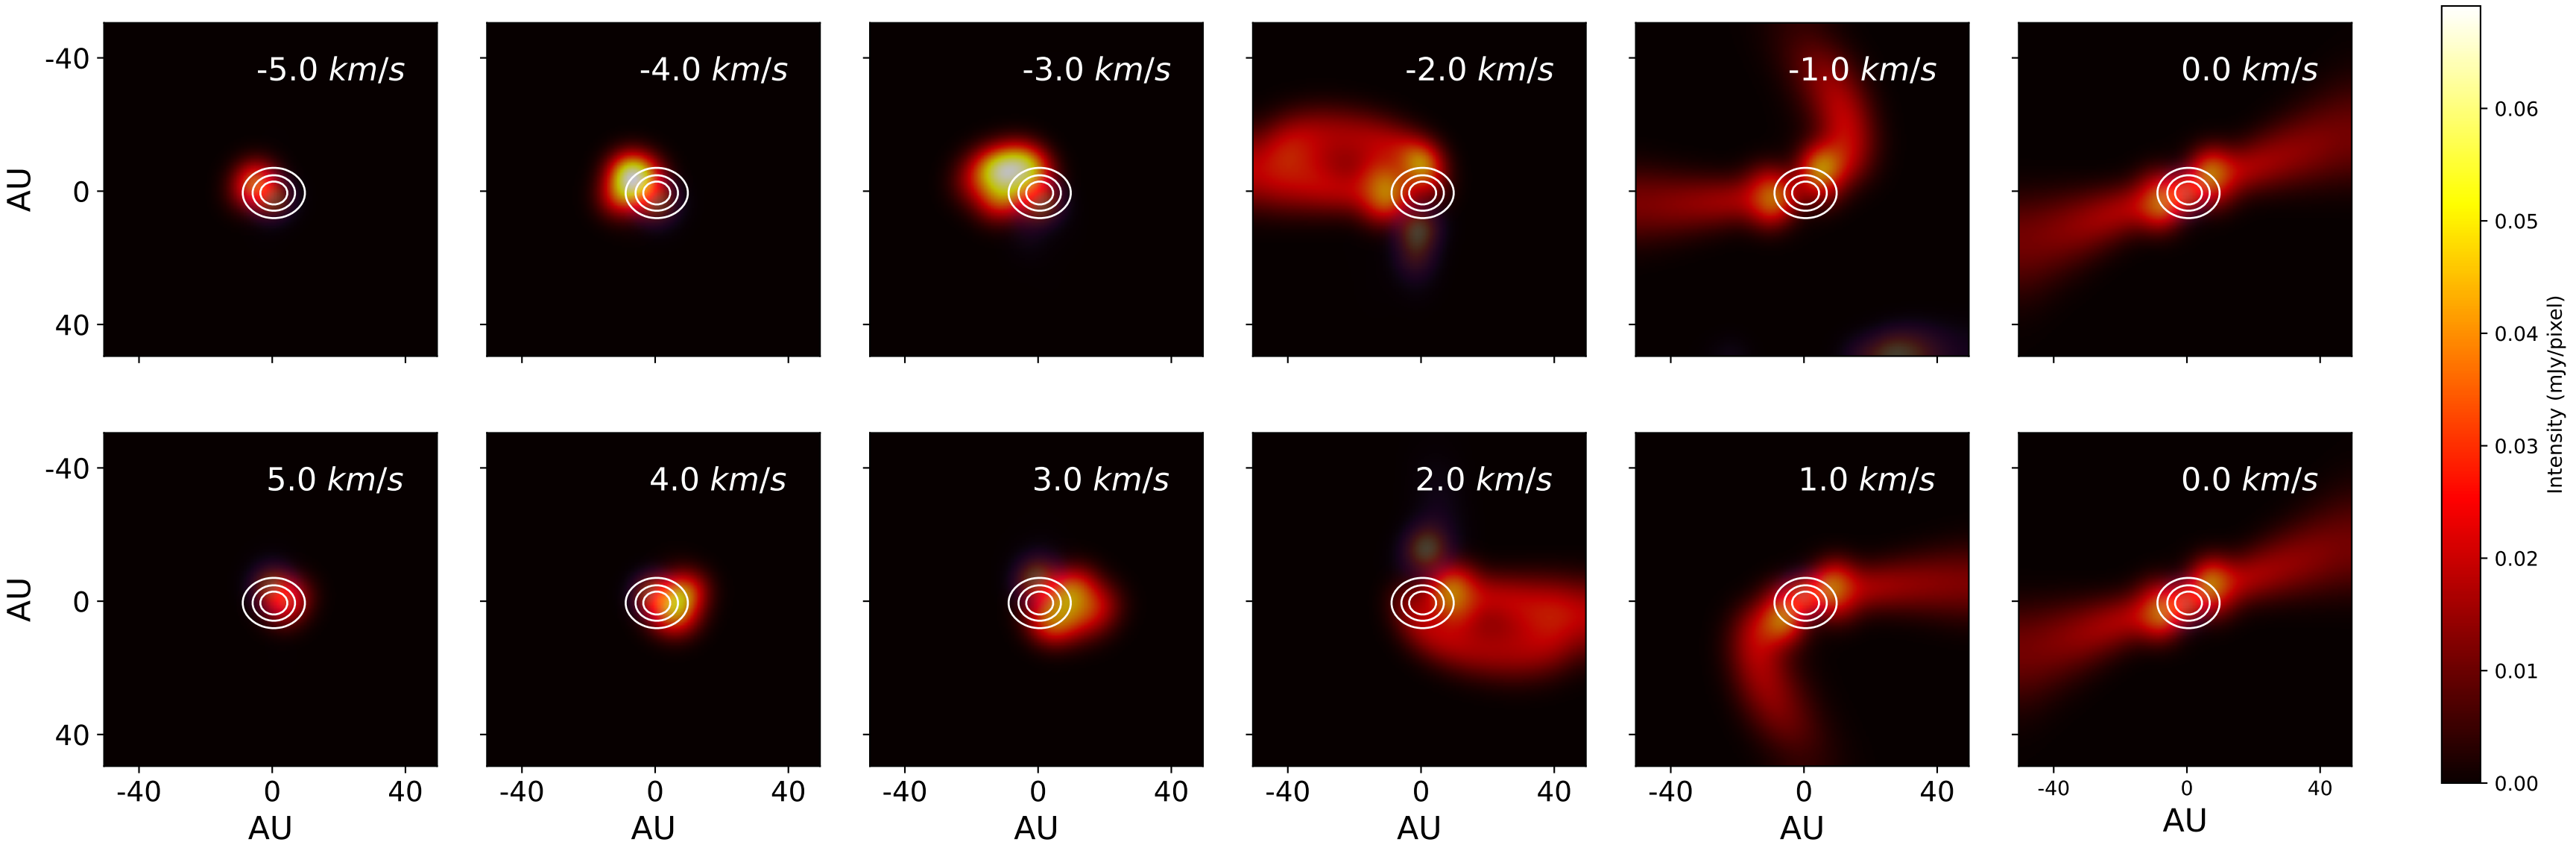 -5.0 km/s
-4.0 km/s
-3.0 km/s
-2.0 km/s
-1.0 km/s
0.0 km/s
-40
0
40
AU
5.0 km/s
4.0 km/s
3.0 km/s
2.0 km/s
1.0 km/s
0.0 km/s
-40
0
40
AU
-40 0 40
-40 0 40
-40 0 40
-40 0 40
-40 0 40
-40 0 40
AU
AU
AU
AU
AU
AU
0.06
0.05
0.04
0.03
0.02
0.01
0.00
Intensity (mJy/pixel)